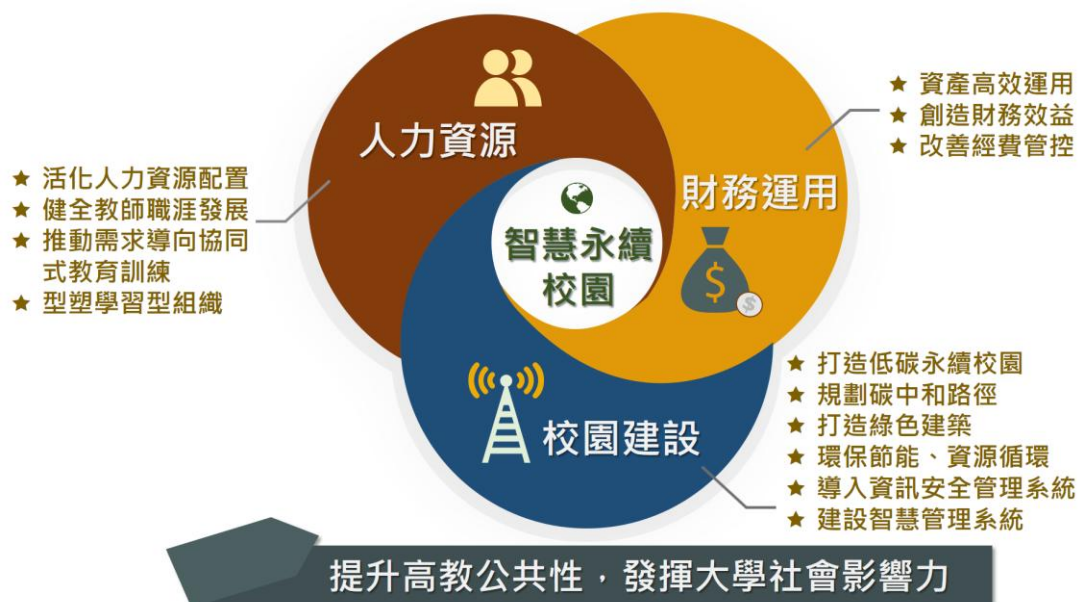 人力資源
★ 活化人力資源配置
★ 健全教師職涯發展
★ 推動需求導向協同
式教育訓練
★ 型塑學習型組織
財務運用
$
$
★ 資產高效運用
★ 創造財務效益
★ 改善經費管控
智慧永續
校園
校園建設
★ 打造低碳永續校園
★ 規劃碳中和路徑
★ 打造綠色建築
★ 環保節能、資源循環
★ 導入資訊安全管理系統
★ 建設智慧管理系統
提升高教公共性，發揮大學社會影響力